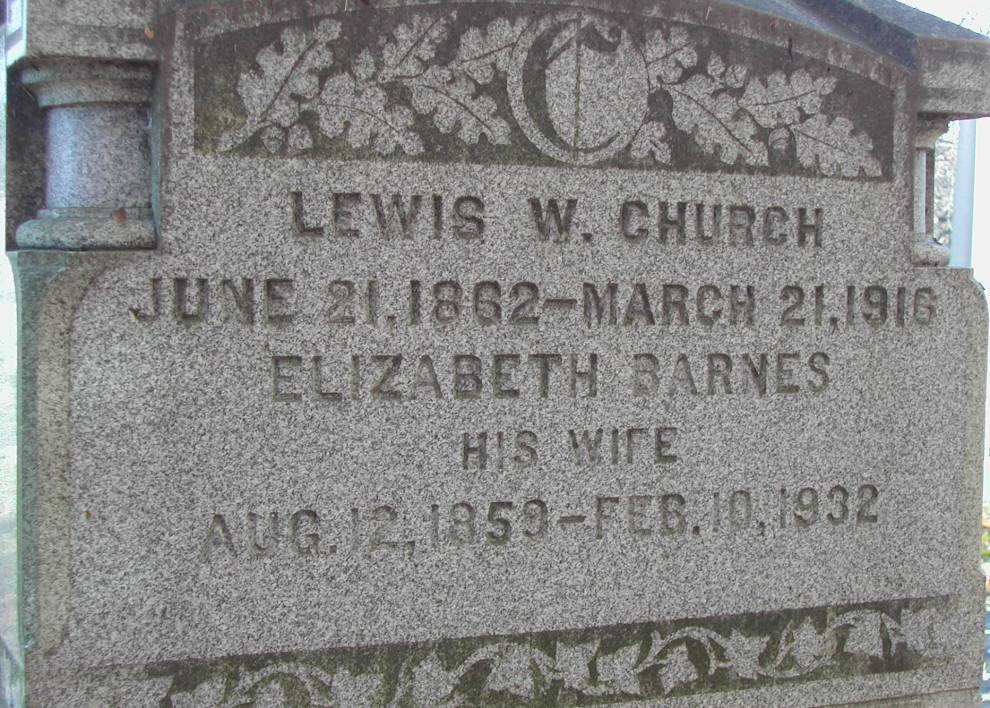 C
LEWIS W. CHURCH
JUNE 21, 1862–MARCH 21, 1916
ELIZABETH BARNES
HIS WIFE
AUG. 12, 1859–FEB. 10, 1932